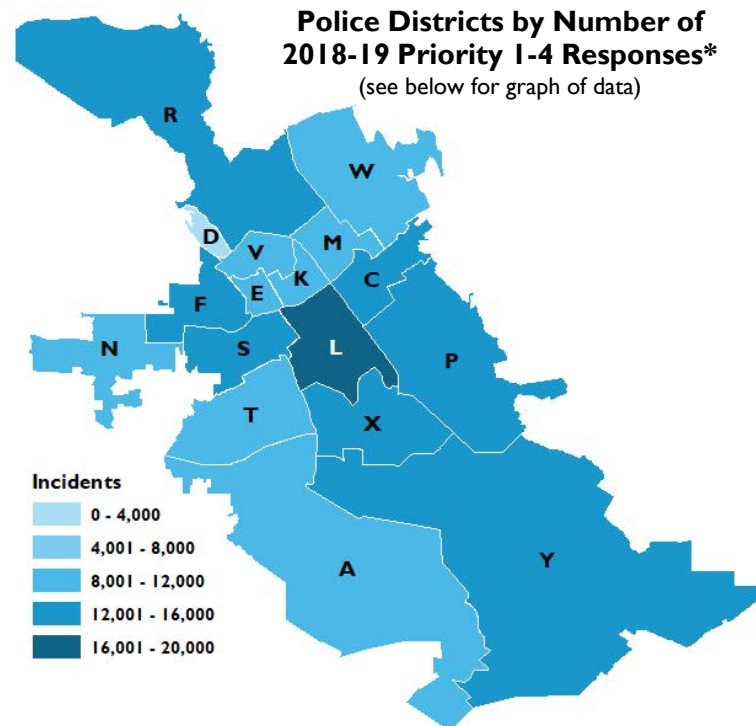 Police Districts by Number of
2018-19 Priority 1-4 Responses*
(see below for graph of data)
R
W
D
V
M
E
K
C
F
N
S
L
P
T
X
Incidents
0 - 4,000
4,001 - 8,000
8,001 - 12,000
12,001 - 16,000
16,001 - 20,000
A
Y